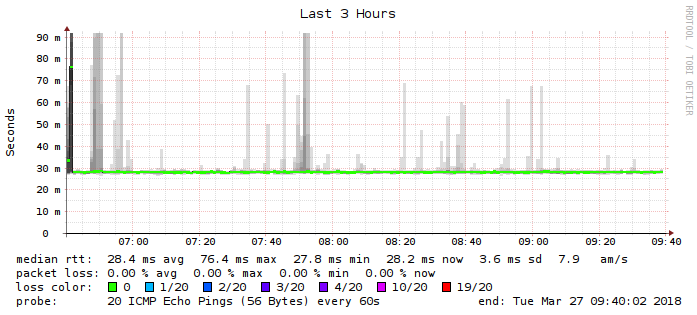 Last 3 Hours
RRDTOOL / TOBI OETIKER
Seconds
90 m
80 m
70 m
60 m
50 m
40 m
30 m
20 m
10 m
0
07:00 07:20 07:40 08:00 08:20 08:40 09:00 09:20 09:40
median rtt: 28.4 ms avg 76.4 ms max 27.8 ms min 28.2 ms now 3.6 ms sd 7.9 am/s
packet loss: 0.00 % avg 0.00 % max 0.00 % min 0.00 % now
loss color: 0 1/20 2/20 3/20 4/20 10/20 19/20
probe: 20 ICMP Echo Pings (56 Bytes) every 60s end: Tue Mar 27 09:40:02 2018